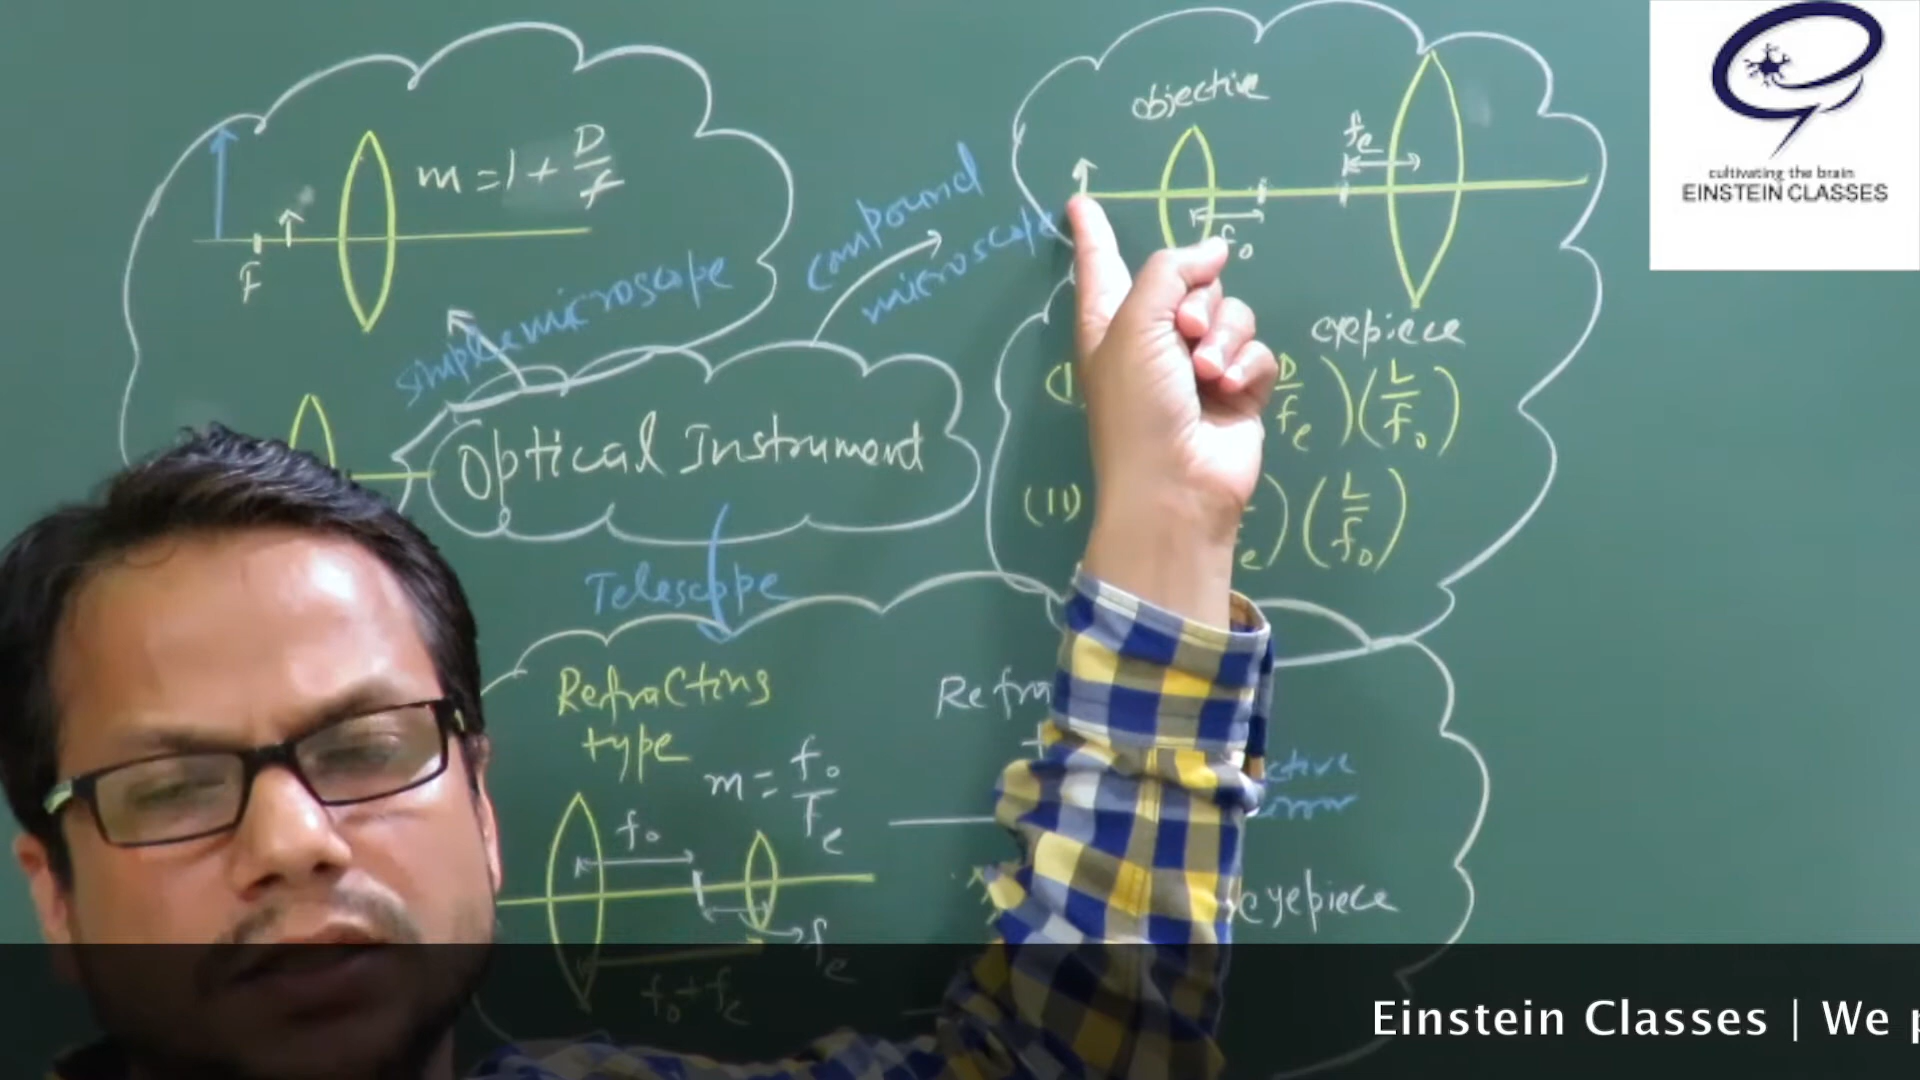 m = 1 + D/f
F
simple microscope
compound
microscope
objective
fe
fo
eyepiece
(I)
D/fe ) ( L/fo )
(II)
e ) ( L/fo )
Optical Instrument
Telescope
Refracting
type
m = fo/fe
fo
fe
fo + fe
eyepiece
cultivating the brain
EINSTEIN CLASSES
Einstein Classes | We